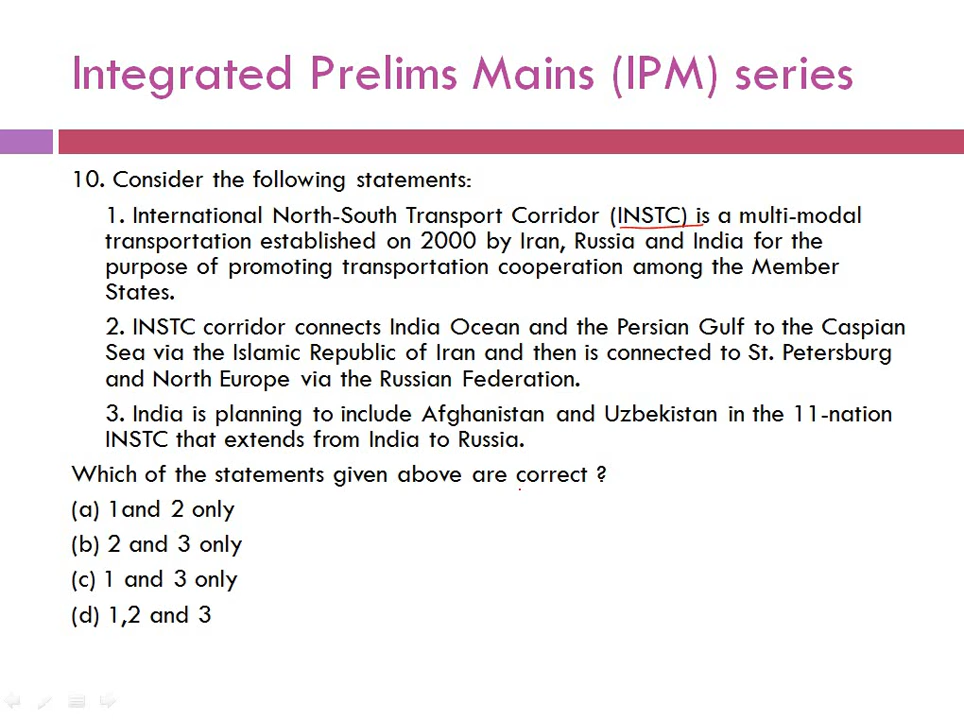 Integrated Prelims Mains (IPM) series
10. Consider the following statements:
1. International North-South Transport Corridor (INSTC) is a multi-modal
transportation established on 2000 by Iran, Russia and India for the
purpose of promoting transportation cooperation among the Member
States.
2. INSTC corridor connects India Ocean and the Persian Gulf to the Caspian
Sea via the Islamic Republic of Iran and then is connected to St. Petersburg
and North Europe via the Russian Federation.
3. India is planning to include Afghanistan and Uzbekistan in the 11-nation
INSTC that extends from India to Russia.
Which of the statements given above are correct ?
(a) 1and 2 only
(b) 2 and 3 only
(c) 1 and 3 only
(d) 1,2 and 3